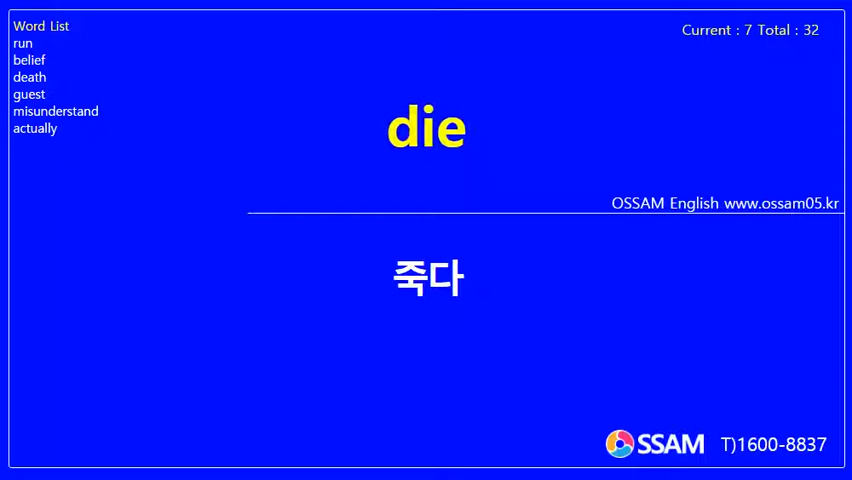 Word List
run
belief
death
guest
misunderstand
actually
Current : 7 Total : 32
die
OSSAM English www.ossam05.kr
죽다
OSSAM T)1600-8837